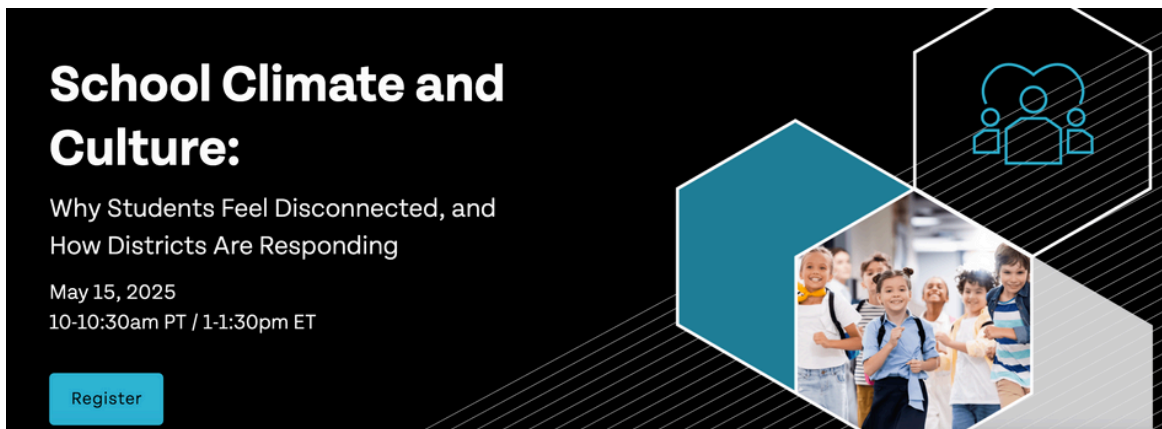 School Climate and
Culture:
Why Students Feel Disconnected, and
How Districts Are Responding
May 15, 2025
10-10:30am PT / 1-1:30pm ET
Register